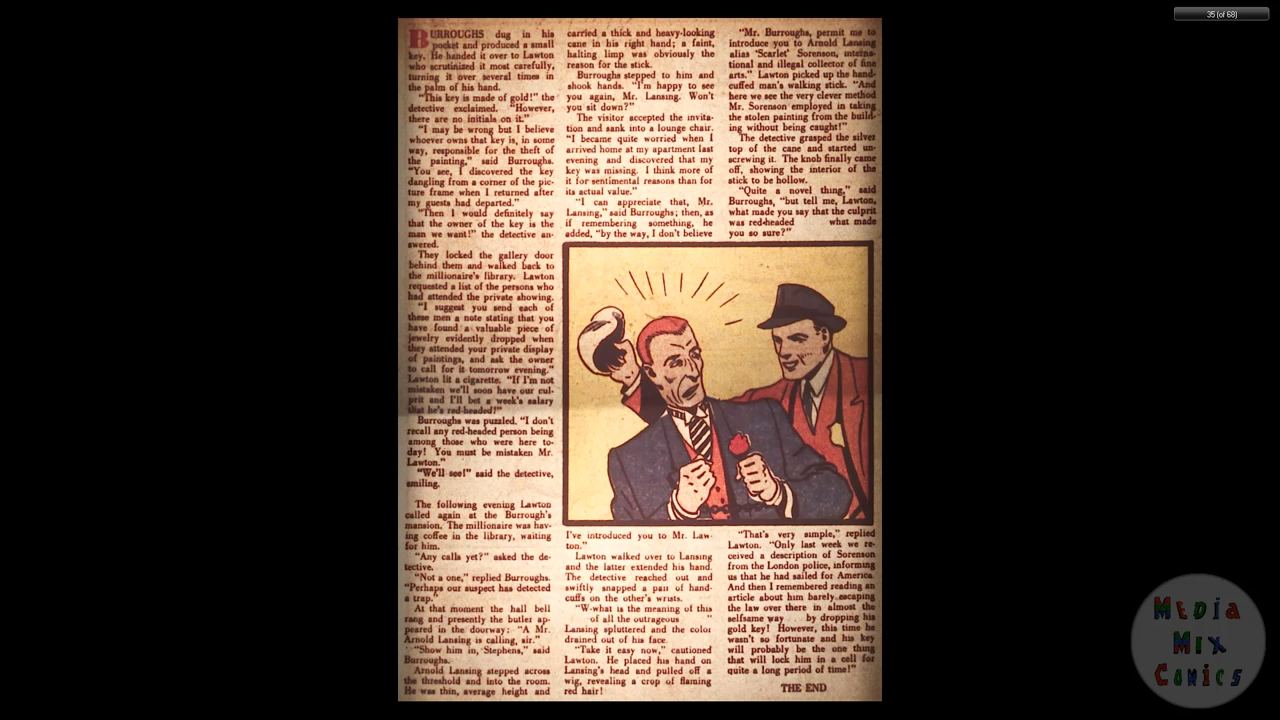 35 (of 68)
BURROUGHS dug in his
pocket and produced a small
key. He handed it over to Lawton
who scrutinized it most carefully,
turning it over several times in
the palm of his hand.
"This key is made of gold!" the
detective exclaimed. "However,
there are no initials on it."
"I may be wrong but I believe
whoever owns that key is, in some
way, responsible for the theft of
the painting," said Burroughs.
"You see, I discovered the key
dangling from a corner of the pic-
ture frame when I returned after
my guests had departed."
"Then I would definitely say
that the owner of the key is the
man we want!" the detective an-
swered.
They locked the gallery door
behind them and walked back to
the millionaire's library. Lawton
requested a list of the persons who
had attended the private showing.
"I suggest you send each of
these men a note stating that you
have found a valuable piece of
jewelry evidently dropped when
they attended your private display
of paintings, and ask the owner
to call for it tomorrow evening."
Lawton lit a cigarette. "If I'm not
mistaken we'll soon have our cul-
prit and I'll bet a week's salary
that he's red-headed!"
Burroughs was puzzled. "I don't
recall any red-headed person being
among those who were here to-
day! You must be mistaken Mr.
Lawton."
"We'll see!" said the detective,
smiling.
The following evening Lawton
called again at the Burrough's
mansion. The millionaire was hav-
ing coffee in the library, waiting
for him.
"Any calls yet?" asked the de-
tective.
"Not a one," replied Burroughs.
"Perhaps our suspect has detected
a trap."
At that moment the hall bell
rang and presently the butler ap-
peared in the doorway: "A Mr.
Arnold Lansing is calling, sir."
"Show him in, Stephens," said
Burroughs.
Arnold Lansing stepped across
the threshold and into the room.
He was thin, average height and
carried a thick and heavy-looking
cane in his right hand; a faint,
halting limp was obviously the
reason for the stick.
Burroughs stepped to him and
shook hands. "I'm happy to see
you again, Mr. Lansing. Won't
you sit down?"
The visitor accepted the invita-
tion and sank into a lounge chair.
"I became quite worried when I
arrived home at my apartment last
evening and discovered that my
key was missing. I think more of
it for sentimental reasons than for
its actual value."
"I can appreciate that, Mr.
Lansing," said Burroughs; then, as
if remembering something, he
added, "by the way, I don't believe
I've introduced you to Mr. Law-
ton."
Lawton walked over to Lansing
and the latter extended his hand.
The detective reached out and
swiftly snapped a pair of hand-
cuffs on the other's wrists.
"W-what is the meaning of this
of all the outrageous "
Lansing spluttered and the color
drained out of his face.
"Take it easy now," cautioned
Lawton. He placed his hand on
Lansing's head and pulled off a
wig, revealing a crop of flaming
red hair!
"Mr. Burroughs, permit me to
introduce you to Arnold Lansing
alias 'Scarlet' Sorenson, interna-
tional and illegal collector of fine
arts." Lawton picked up the hand-
cuffed man's walking stick. "And
here we see the very clever method
Mr. Sorenson employed in taking
the stolen painting from the build-
ing without being caught!"
The detective grasped the silver
top of the cane and started un-
screwing it. The knob finally came
off, showing the interior of the
stick to be hollow.
"Quite a novel thing," said
Burroughs, "but tell me, Lawton,
what made you say that the culprit
was red-headed what made
you so sure?"
"That's very simple," replied
Lawton. "Only last week we re-
ceived a description of Sorenson
from the London police, informing
us that he had sailed for America.
And then I remembered reading an
article about him barely escaping
the law over there in almost the
selfsame way by dropping his
gold key! However, this time he
wasn't so fortunate and his key
will probably be the one thing
that will lock him in a cell for
quite a long period of time!"
THE END
MEDIA
MIX
COMICS